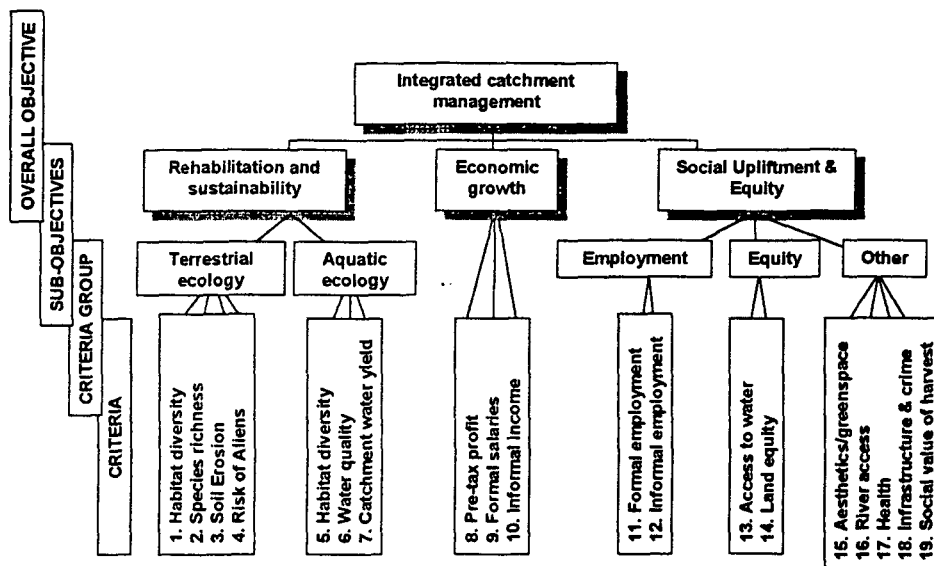 OVERALL OBJECTIVE
SUB-OBJECTIVES
CRITERIA GROUP
CRITERIA
Integrated catchment
management
Rehabilitation and
sustainability
Economic
growth
Social Upliftment &
Equity
Terrestrial
ecology
Aquatic
ecology
Employment
Equity
Other
1. Habitat diversity
2. Species richness
3. Soil Erosion
4. Risk of Aliens
5. Habitat diversity
6. Water quality
7. Catchment water yield
8. Pre-tax profit
9. Formal salaries
10. Informal income
11. Formal employment
12. Informal employment
13. Access to water
14. Land equity
15. Aesthetics/greenspace
16. River access
17. Health
18. Infrastructure & crime
19. Social value of harvest